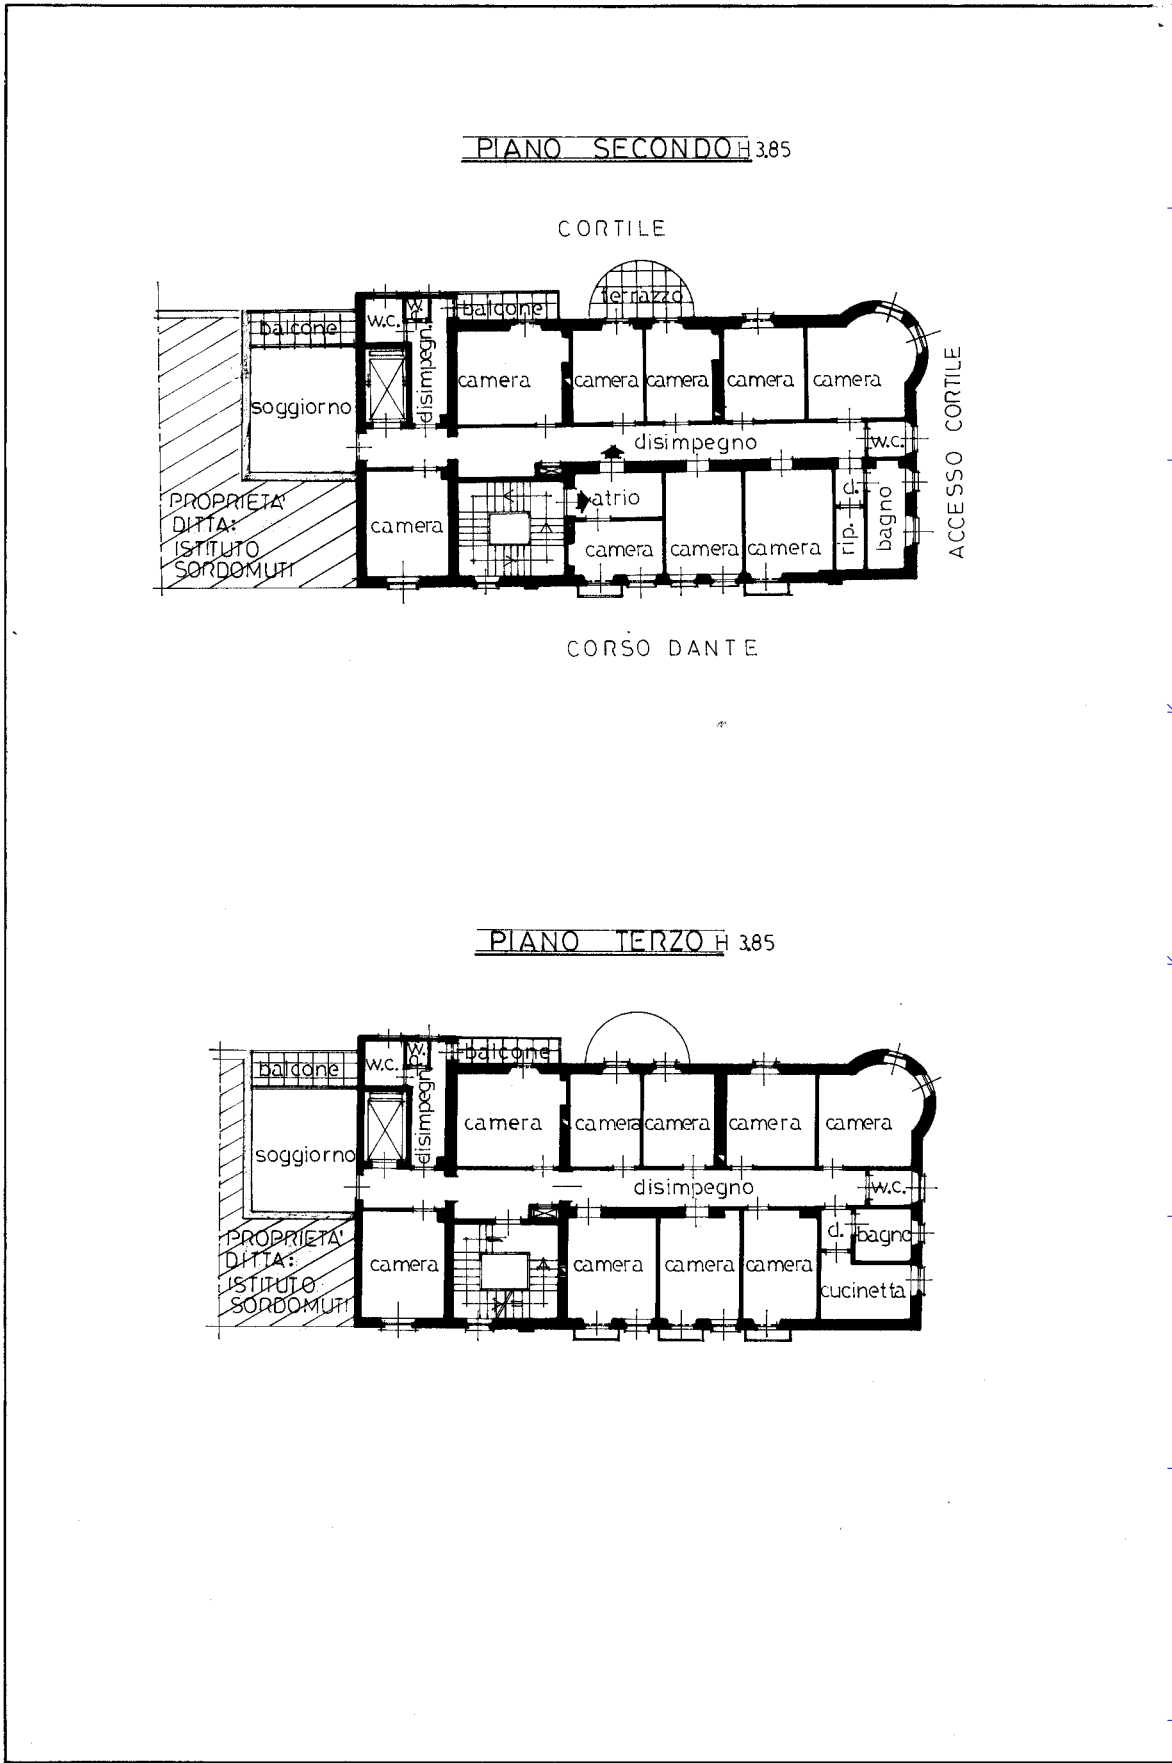 PIANO SECONDO H 3.85
CORTILE
balcone
w.c.
w.c.
disimpegn.
balcone
terrazzo
soggiorno
camera
camera
camera
camera
camera
ACCESSO CORTILE
disimpegno
w.c.
PROPRIETA'
DITTA:
ISTITUTO
SORDOMUTI
camera
atrio
camera
camera
camera
rip.
d.
bagno
CORSO DANTE
PIANO TERZO H 3.85
balcone
w.c.
w.c.
disimpegn
balcone
soggiorno
camera
camera
camera
camera
camera
disimpegno
w.c.
PROPRIETA'
DITTA:
ISTITUTO
SORDOMUTI
camera
camera
camera
camera
d.
bagno
cucinetta